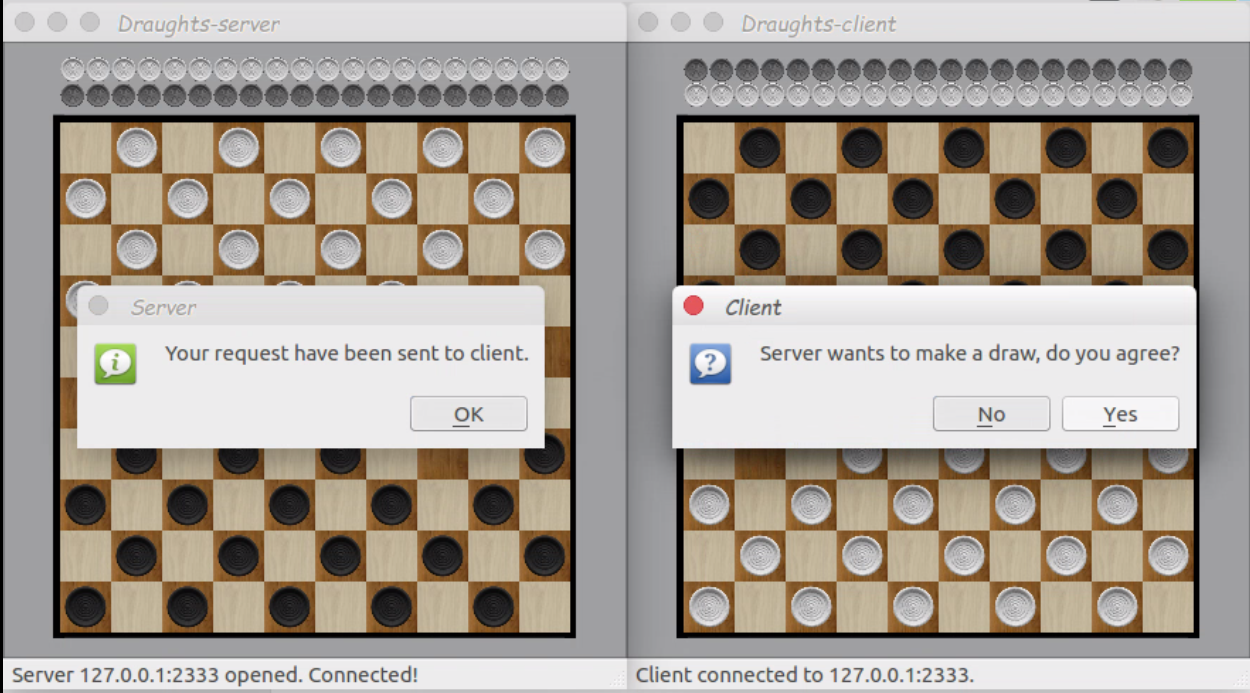 Draughts-server
Draughts-client
Server
Your request have been sent to client.
OK
Client
Server wants to make a draw, do you agree?
No
Yes
Server 127.0.0.1:2333 opened. Connected!
Client connected to 127.0.0.1:2333.